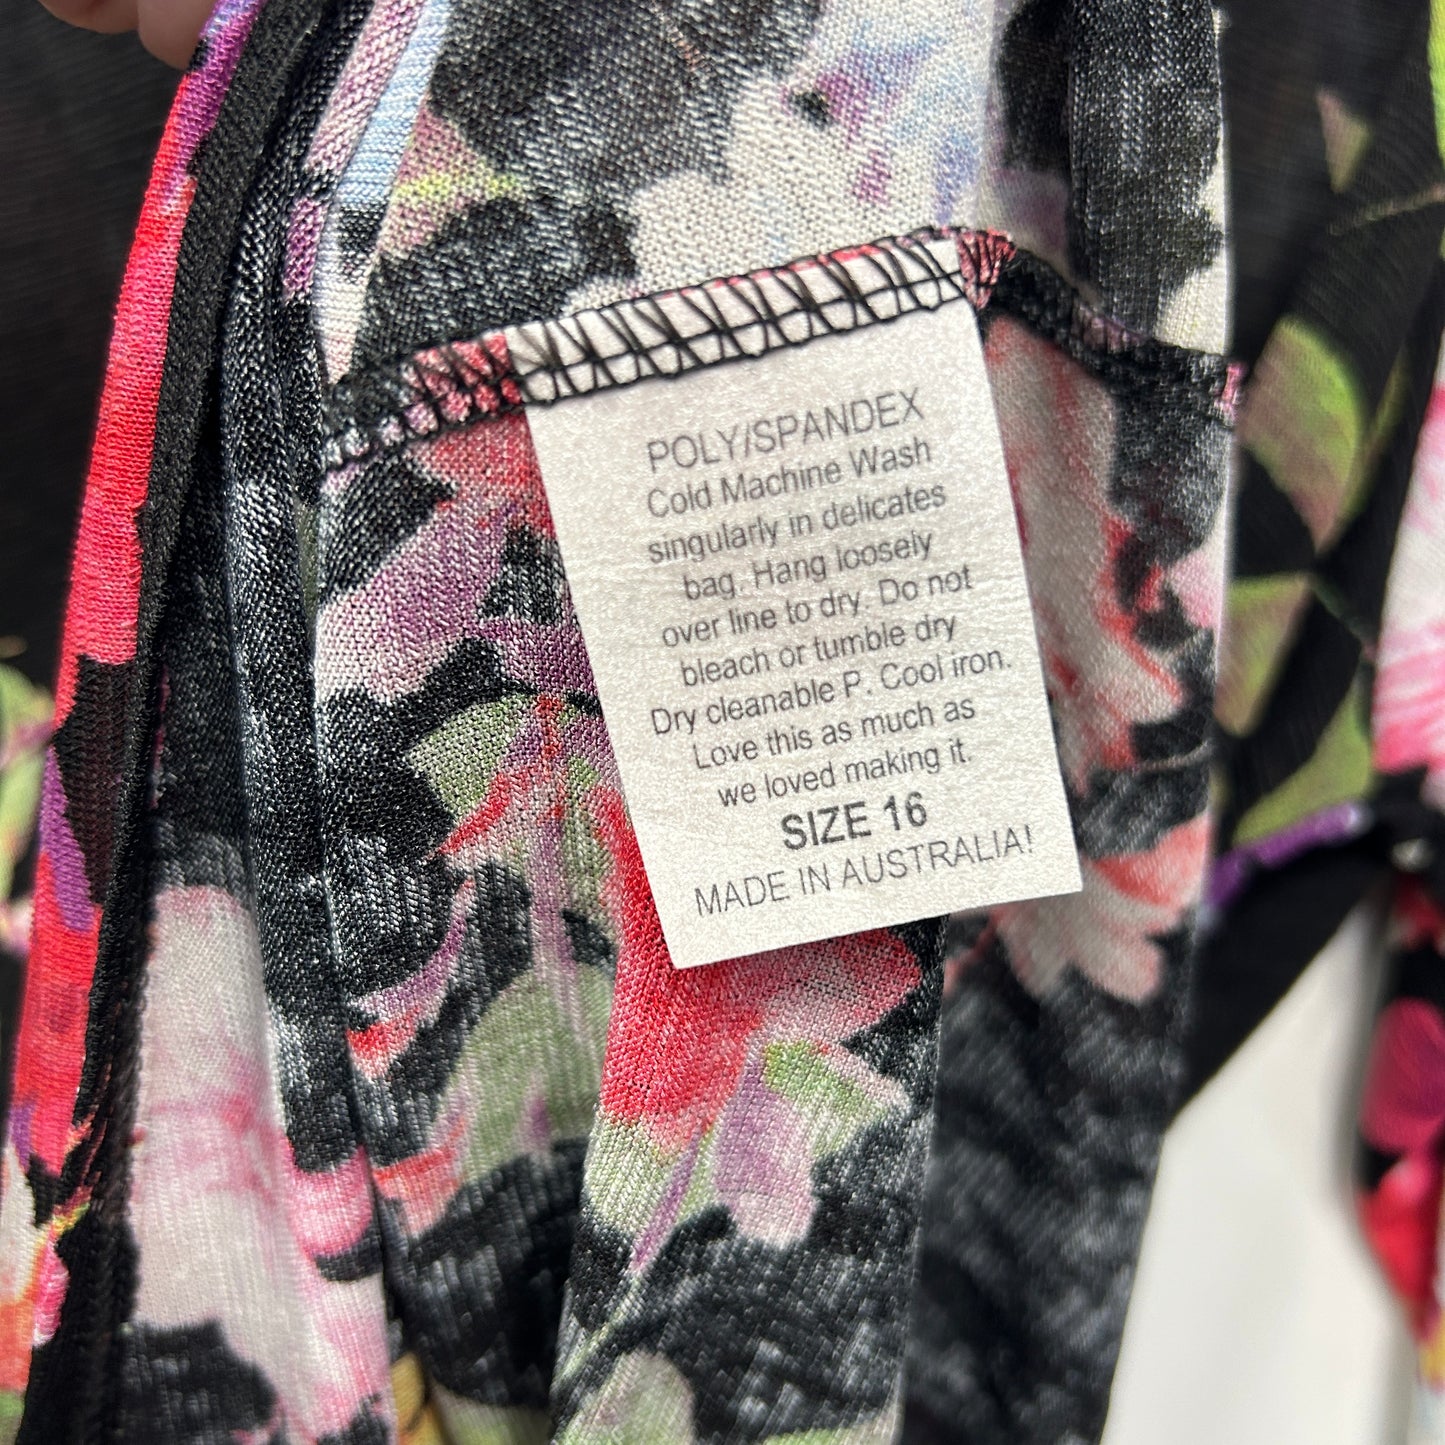 POLY/SPANDEX
Cold Machine Wash
singularly in delicates
bag. Hang loosely
over line to dry. Do not
bleach or tumble dry
Dry cleanable P. Cool iron.
Love this as much as
we loved making it.
SIZE 16
MADE IN AUSTRALIA!